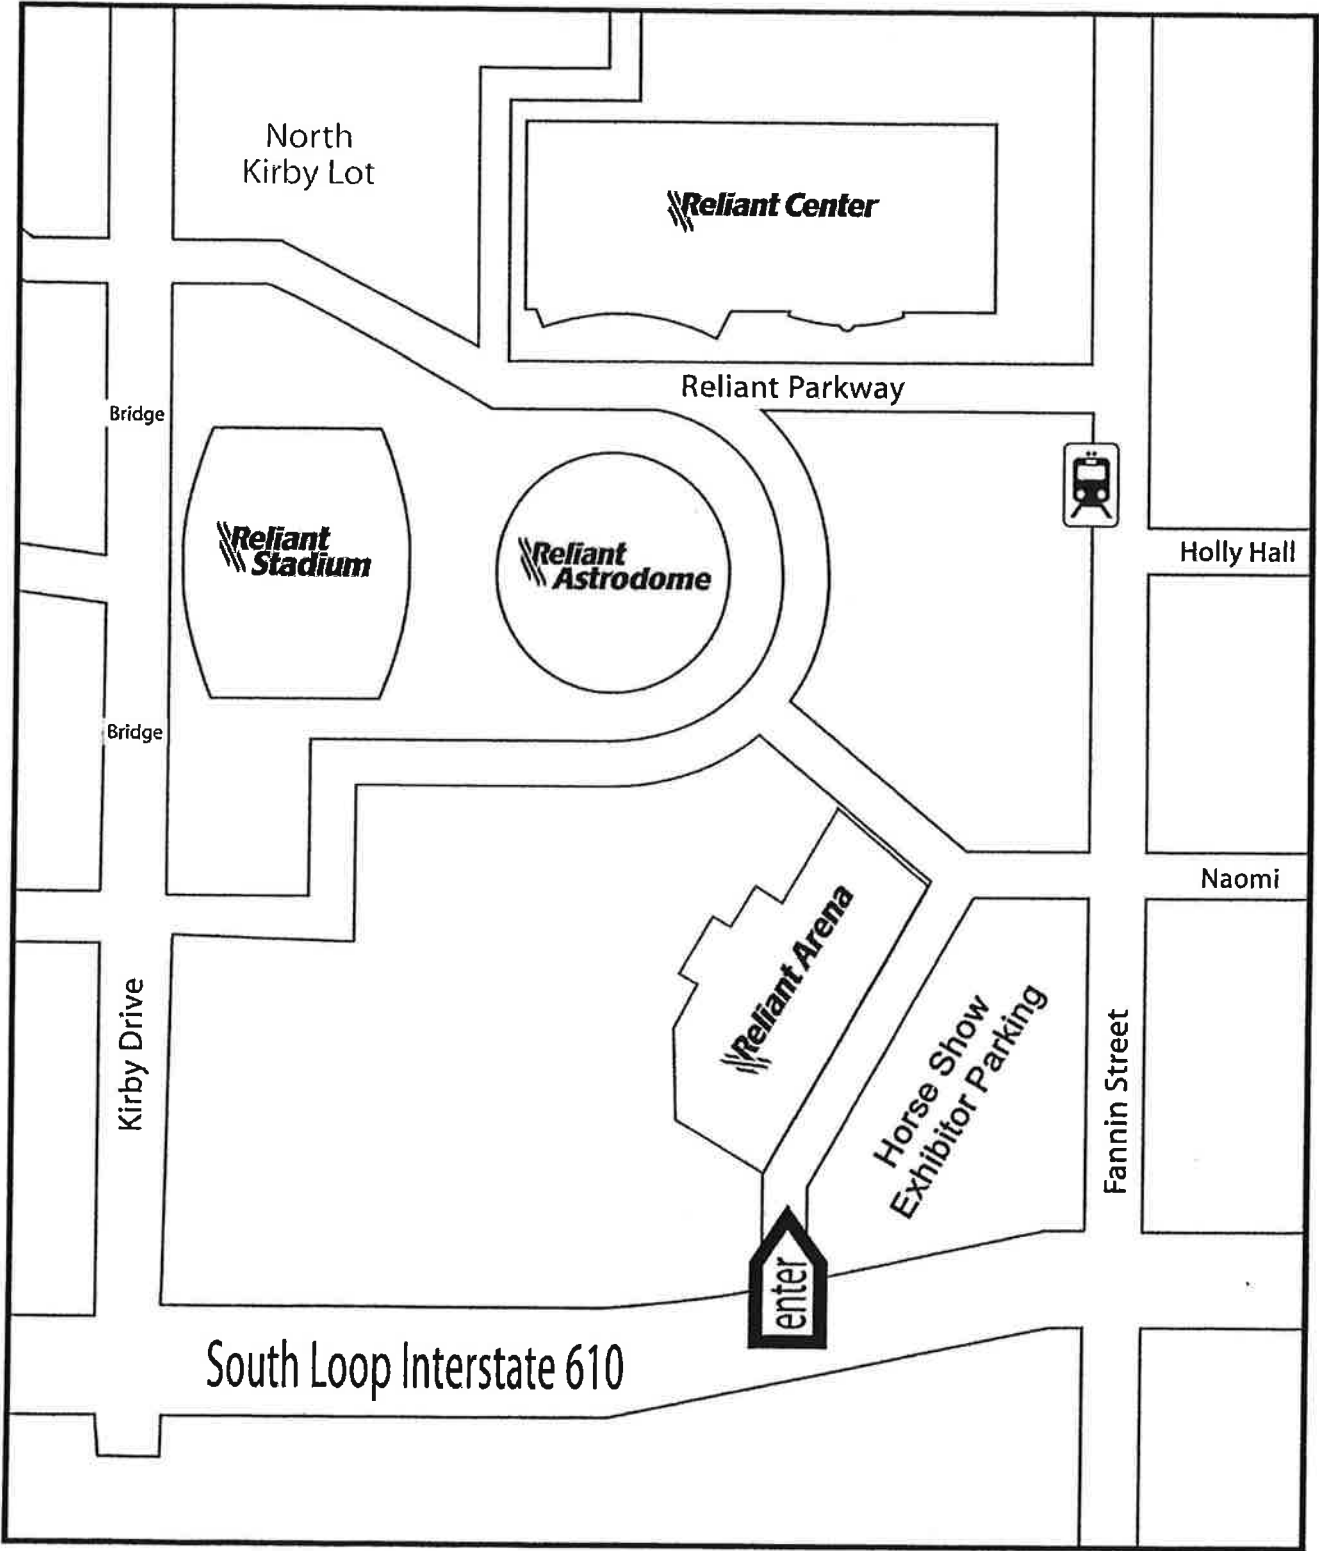 North
Kirby Lot
Reliant Center
Reliant Parkway
Bridge
Reliant
Stadium
Reliant
Astrodome
Holly Hall
Bridge
Naomi
Reliant Arena
Kirby Drive
Horse Show
Exhibitor Parking
Fannin Street
enter
South Loop Interstate 610